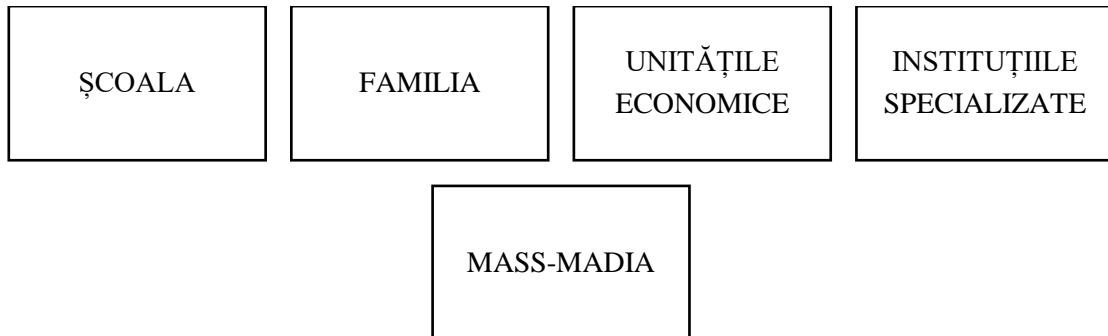 ȘCOALA
FAMILIA
UNITĂȚILE
ECONOMICE
INSTITUȚIILE
SPECIALIZATE
MASS-MADIA